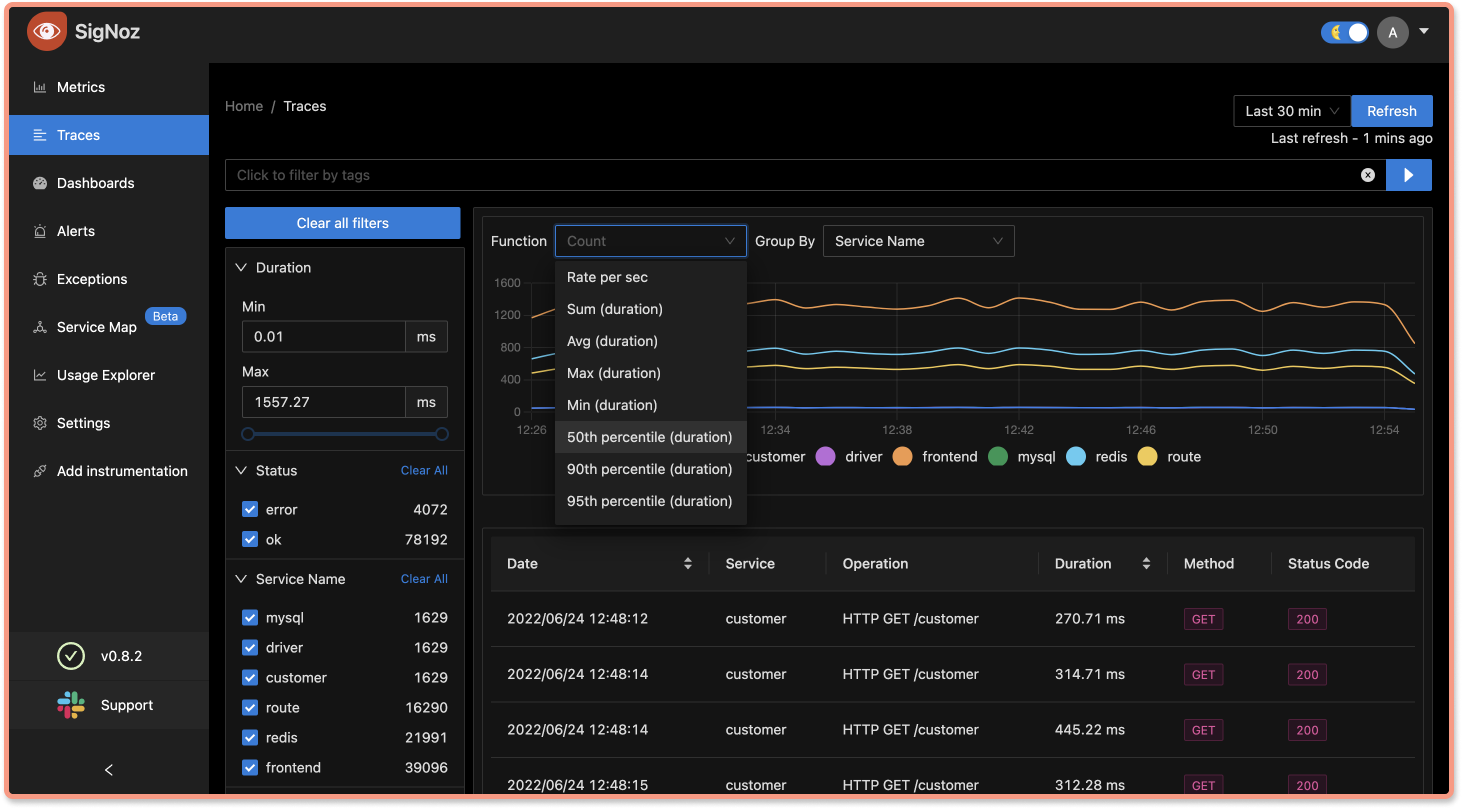 SigNoz
A
Metrics
Traces
Dashboards
Alerts
Exceptions
Service Map
Beta
Usage Explorer
Settings
Add instrumentation
v0.8.2
Support
Home / Traces
Last 30 min
Refresh
Last refresh - 1 mins ago
Click to filter by tags
Clear all filters
Duration
Min
0.01 ms
Max
1557.27 ms
Status Clear All
error 4072
ok 78192
Service Name Clear All
mysql 1629
driver 1629
customer 1629
route 16290
redis 21991
frontend 39096
Function Count Group By Service Name
Rate per sec
Sum (duration)
Avg (duration)
Max (duration)
Min (duration)
50th percentile (duration)
90th percentile (duration)
95th percentile (duration)
1600
1200
800
400
0
12:26 12:34 12:38 12:42 12:46 12:50 12:54
customer driver frontend mysql redis route
Date Service Operation Duration Method Status Code
2022/06/24 12:48:12 customer HTTP GET /customer 270.71 ms GET 200
2022/06/24 12:48:14 customer HTTP GET /customer 314.71 ms GET 200
2022/06/24 12:48:14 customer HTTP GET /customer 445.22 ms GET 200
2022/06/24 12:48:15 customer HTTP GET /customer 312.28 ms GET 200